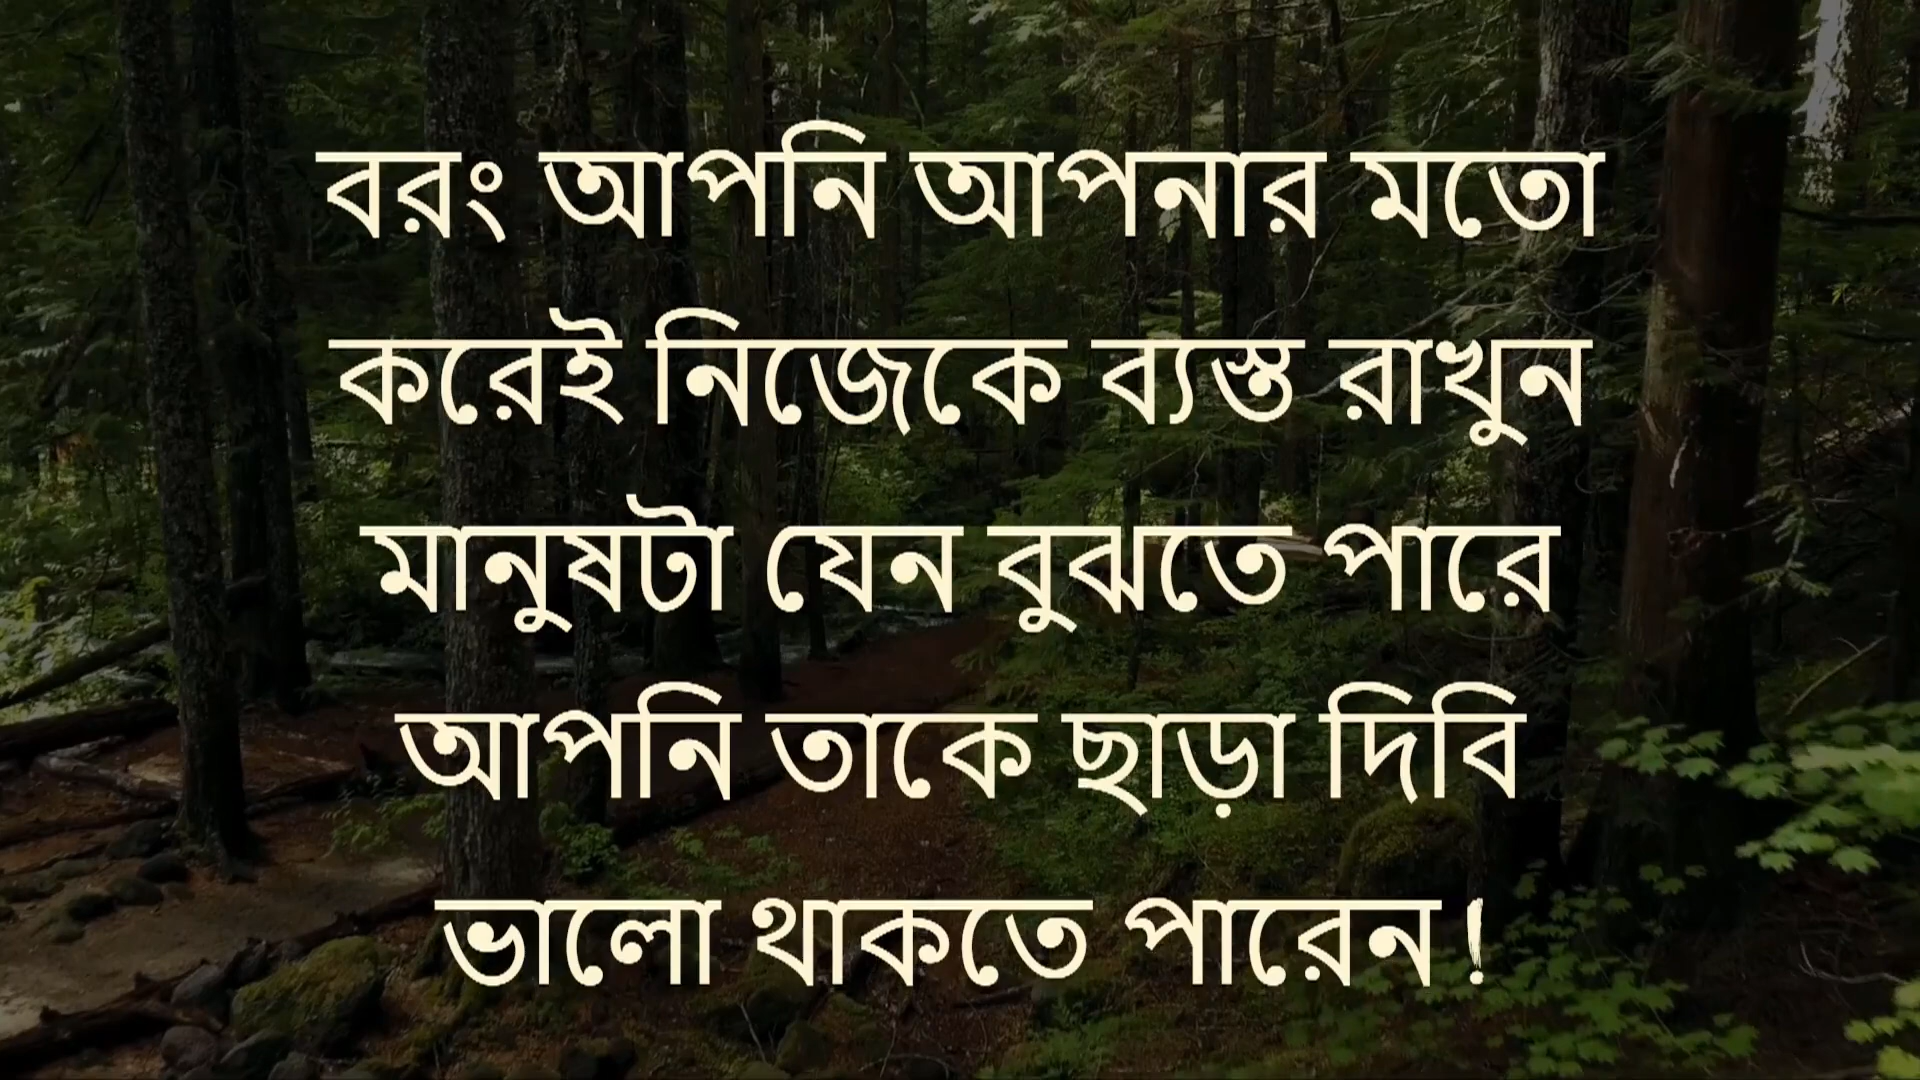 বরং আপনি আপনার মতো
করেই নিজেকে ব্যস্ত রাখুন
মানুষটা যেন বুঝতে পারে
আপনি তাকে ছাড়া দিবি
ভালো থাকতে পারেন!